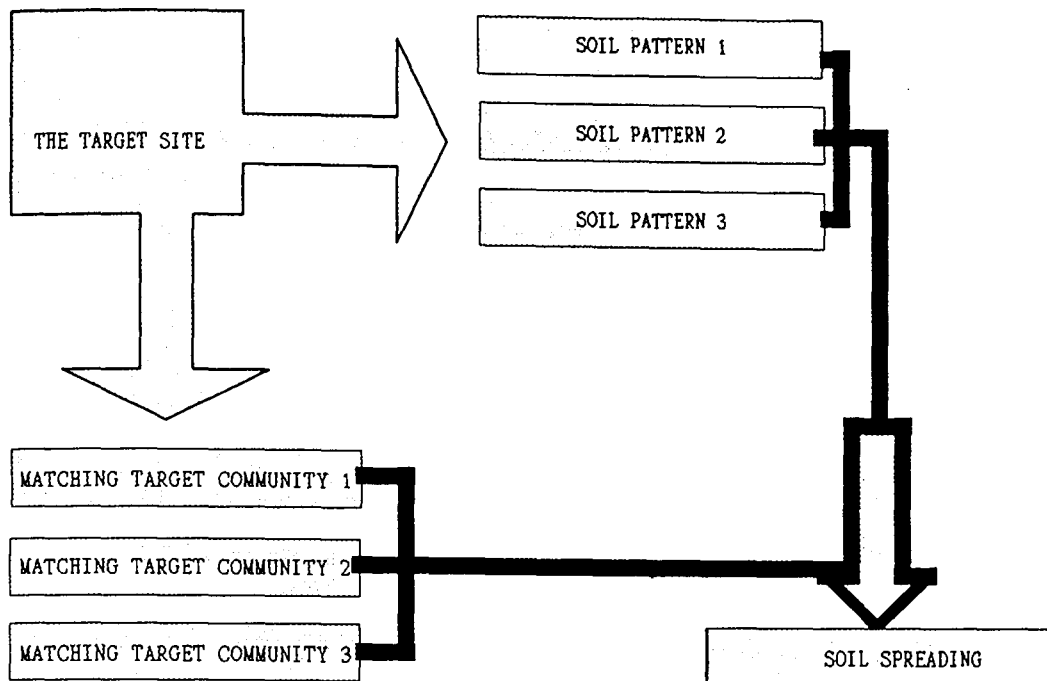 THE TARGET SITE
SOIL PATTERN 1
SOIL PATTERN 2
SOIL PATTERN 3
MATCHING TARGET COMMUNITY 1
MATCHING TARGET COMMUNITY 2
MATCHING TARGET COMMUNITY 3
SOIL SPREADING